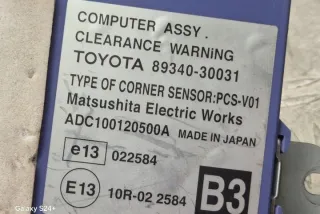 COMPUTER ASSY.
CLEARANCE WARNiNG
TOYOTA 89340-30031
TYPE OF CORNER SENSOR:PCS-V01
Matsushita Electric Works
ADC100120500A MADE IN JAPAN
e13 022584
E13 10R-02 2584 B3
Galaxy S24+